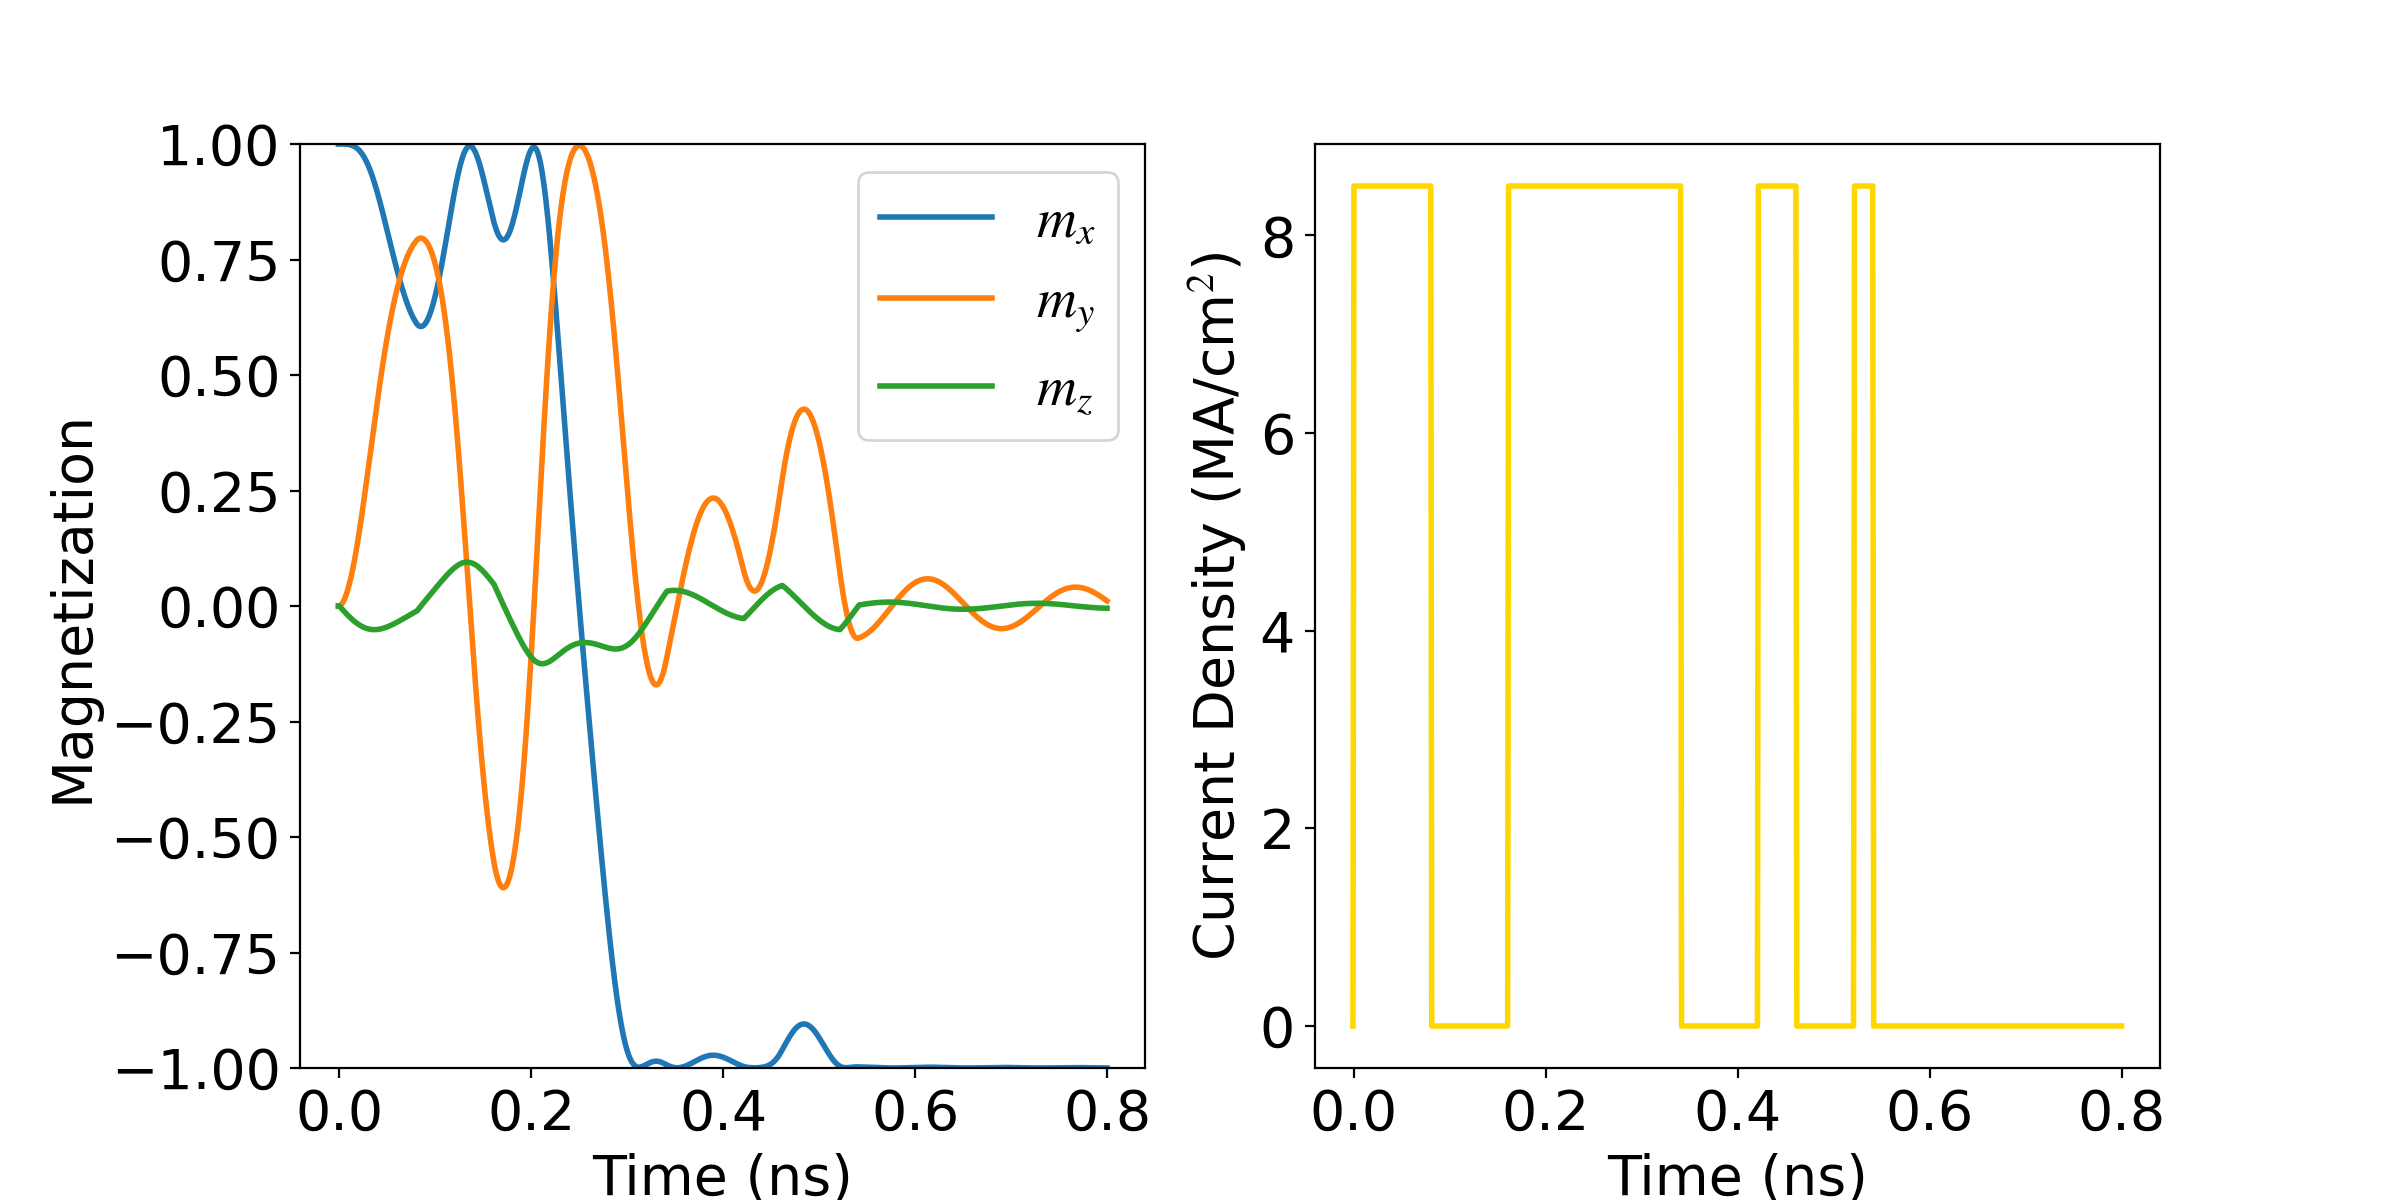 1.00
0.75
0.50
0.25
0.00
−0.25
−0.50
−0.75
−1.00
Magnetization
0.0 0.2 0.4 0.6 0.8
Time (ns)
m_x
m_y
m_z
8
6
4
2
0
Current Density (MA/cm²)
0.0 0.2 0.4 0.6 0.8
Time (ns)